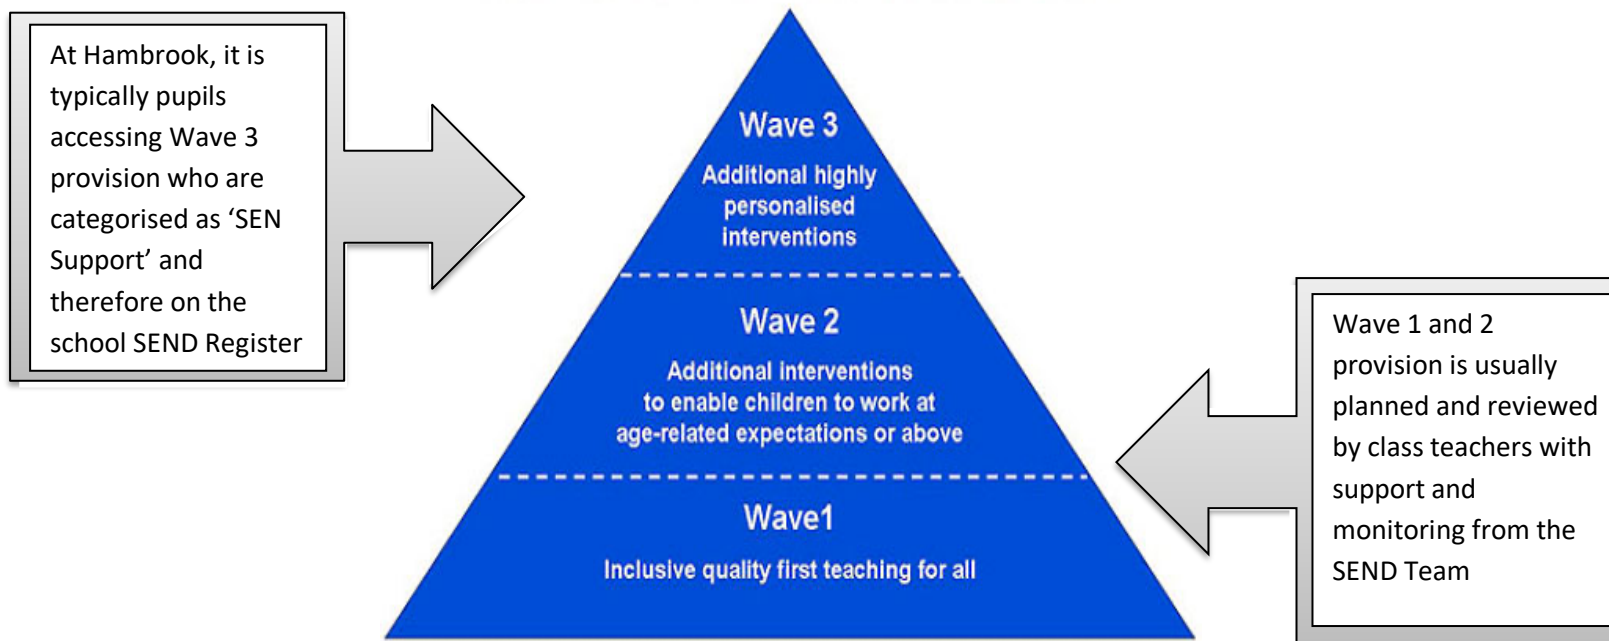 At Hambrook, it is
typically pupils
accessing Wave 3
provision who are
categorised as ‘SEN
Support’ and
therefore on the
school SEND Register
Wave 3
Additional highly
personalised
interventions
Wave 2
Additional interventions
to enable children to work at
age-related expectations or above
Wave1
Inclusive quality first teaching for all
Wave 1 and 2
provision is usually
planned and reviewed
by class teachers with
support and
monitoring from the
SEND Team